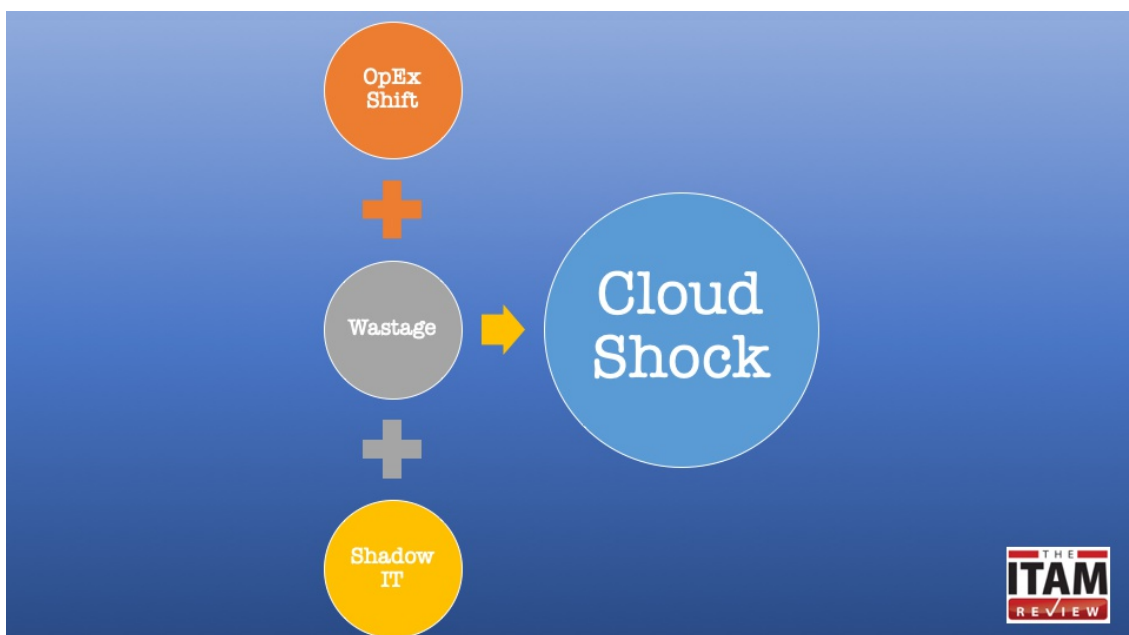 OpEx
Shift
Wastage
Cloud
Shock
Shadow
IT
THE
ITAM
REVIEW